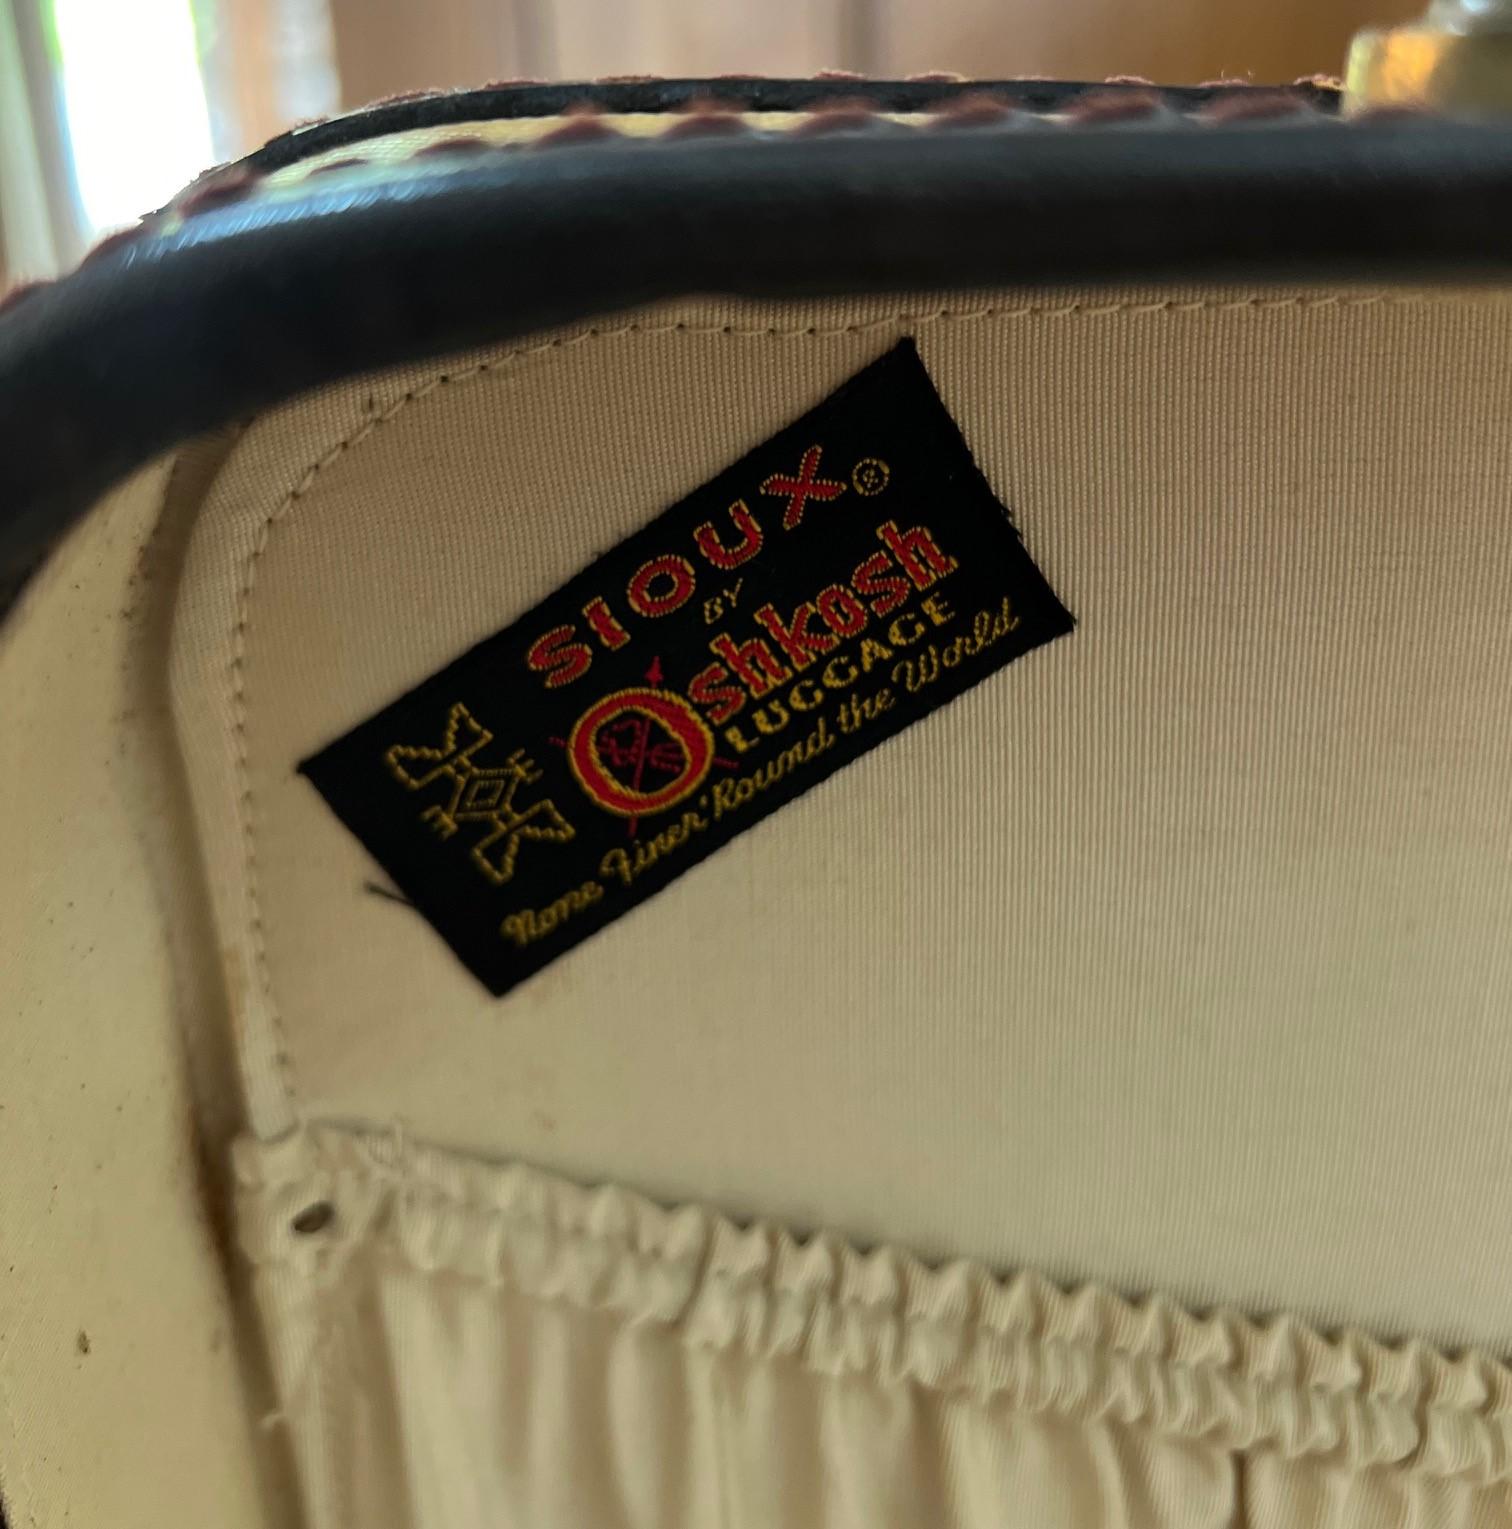 SIOUX®
BY
Oshkosh
LUGGAGE
None Finer 'Round the World